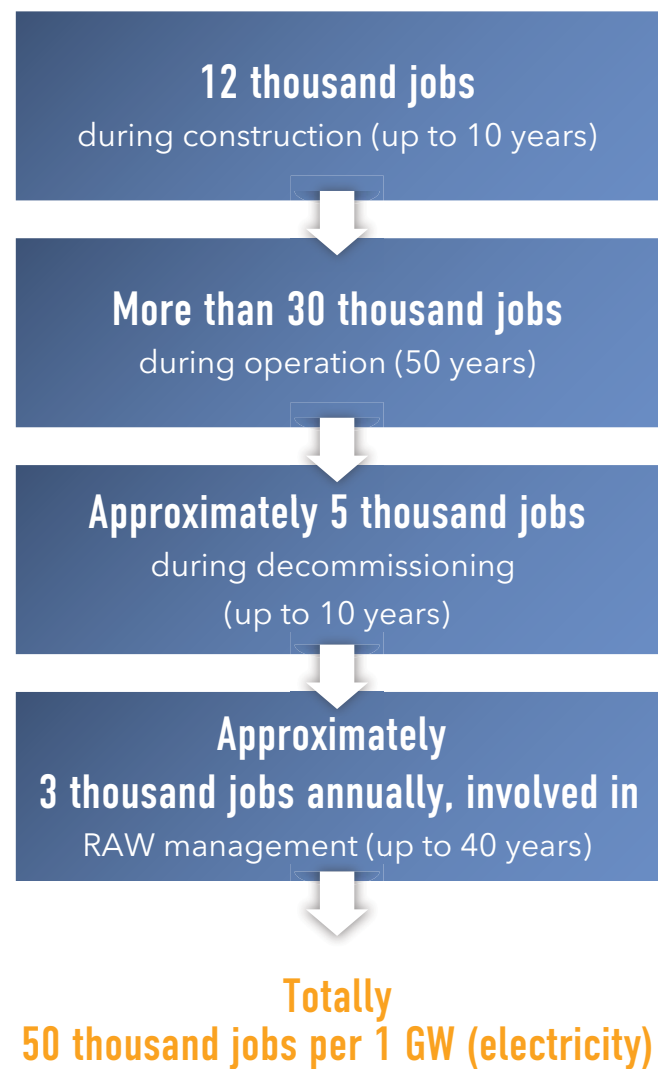 12 thousand jobs
during construction (up to 10 years)
More than 30 thousand jobs
during operation (50 years)
Approximately 5 thousand jobs
during decommissioning
(up to 10 years)
Approximately
3 thousand jobs annually, involved in
RAW management (up to 40 years)
Totally
50 thousand jobs per 1 GW (electricity)